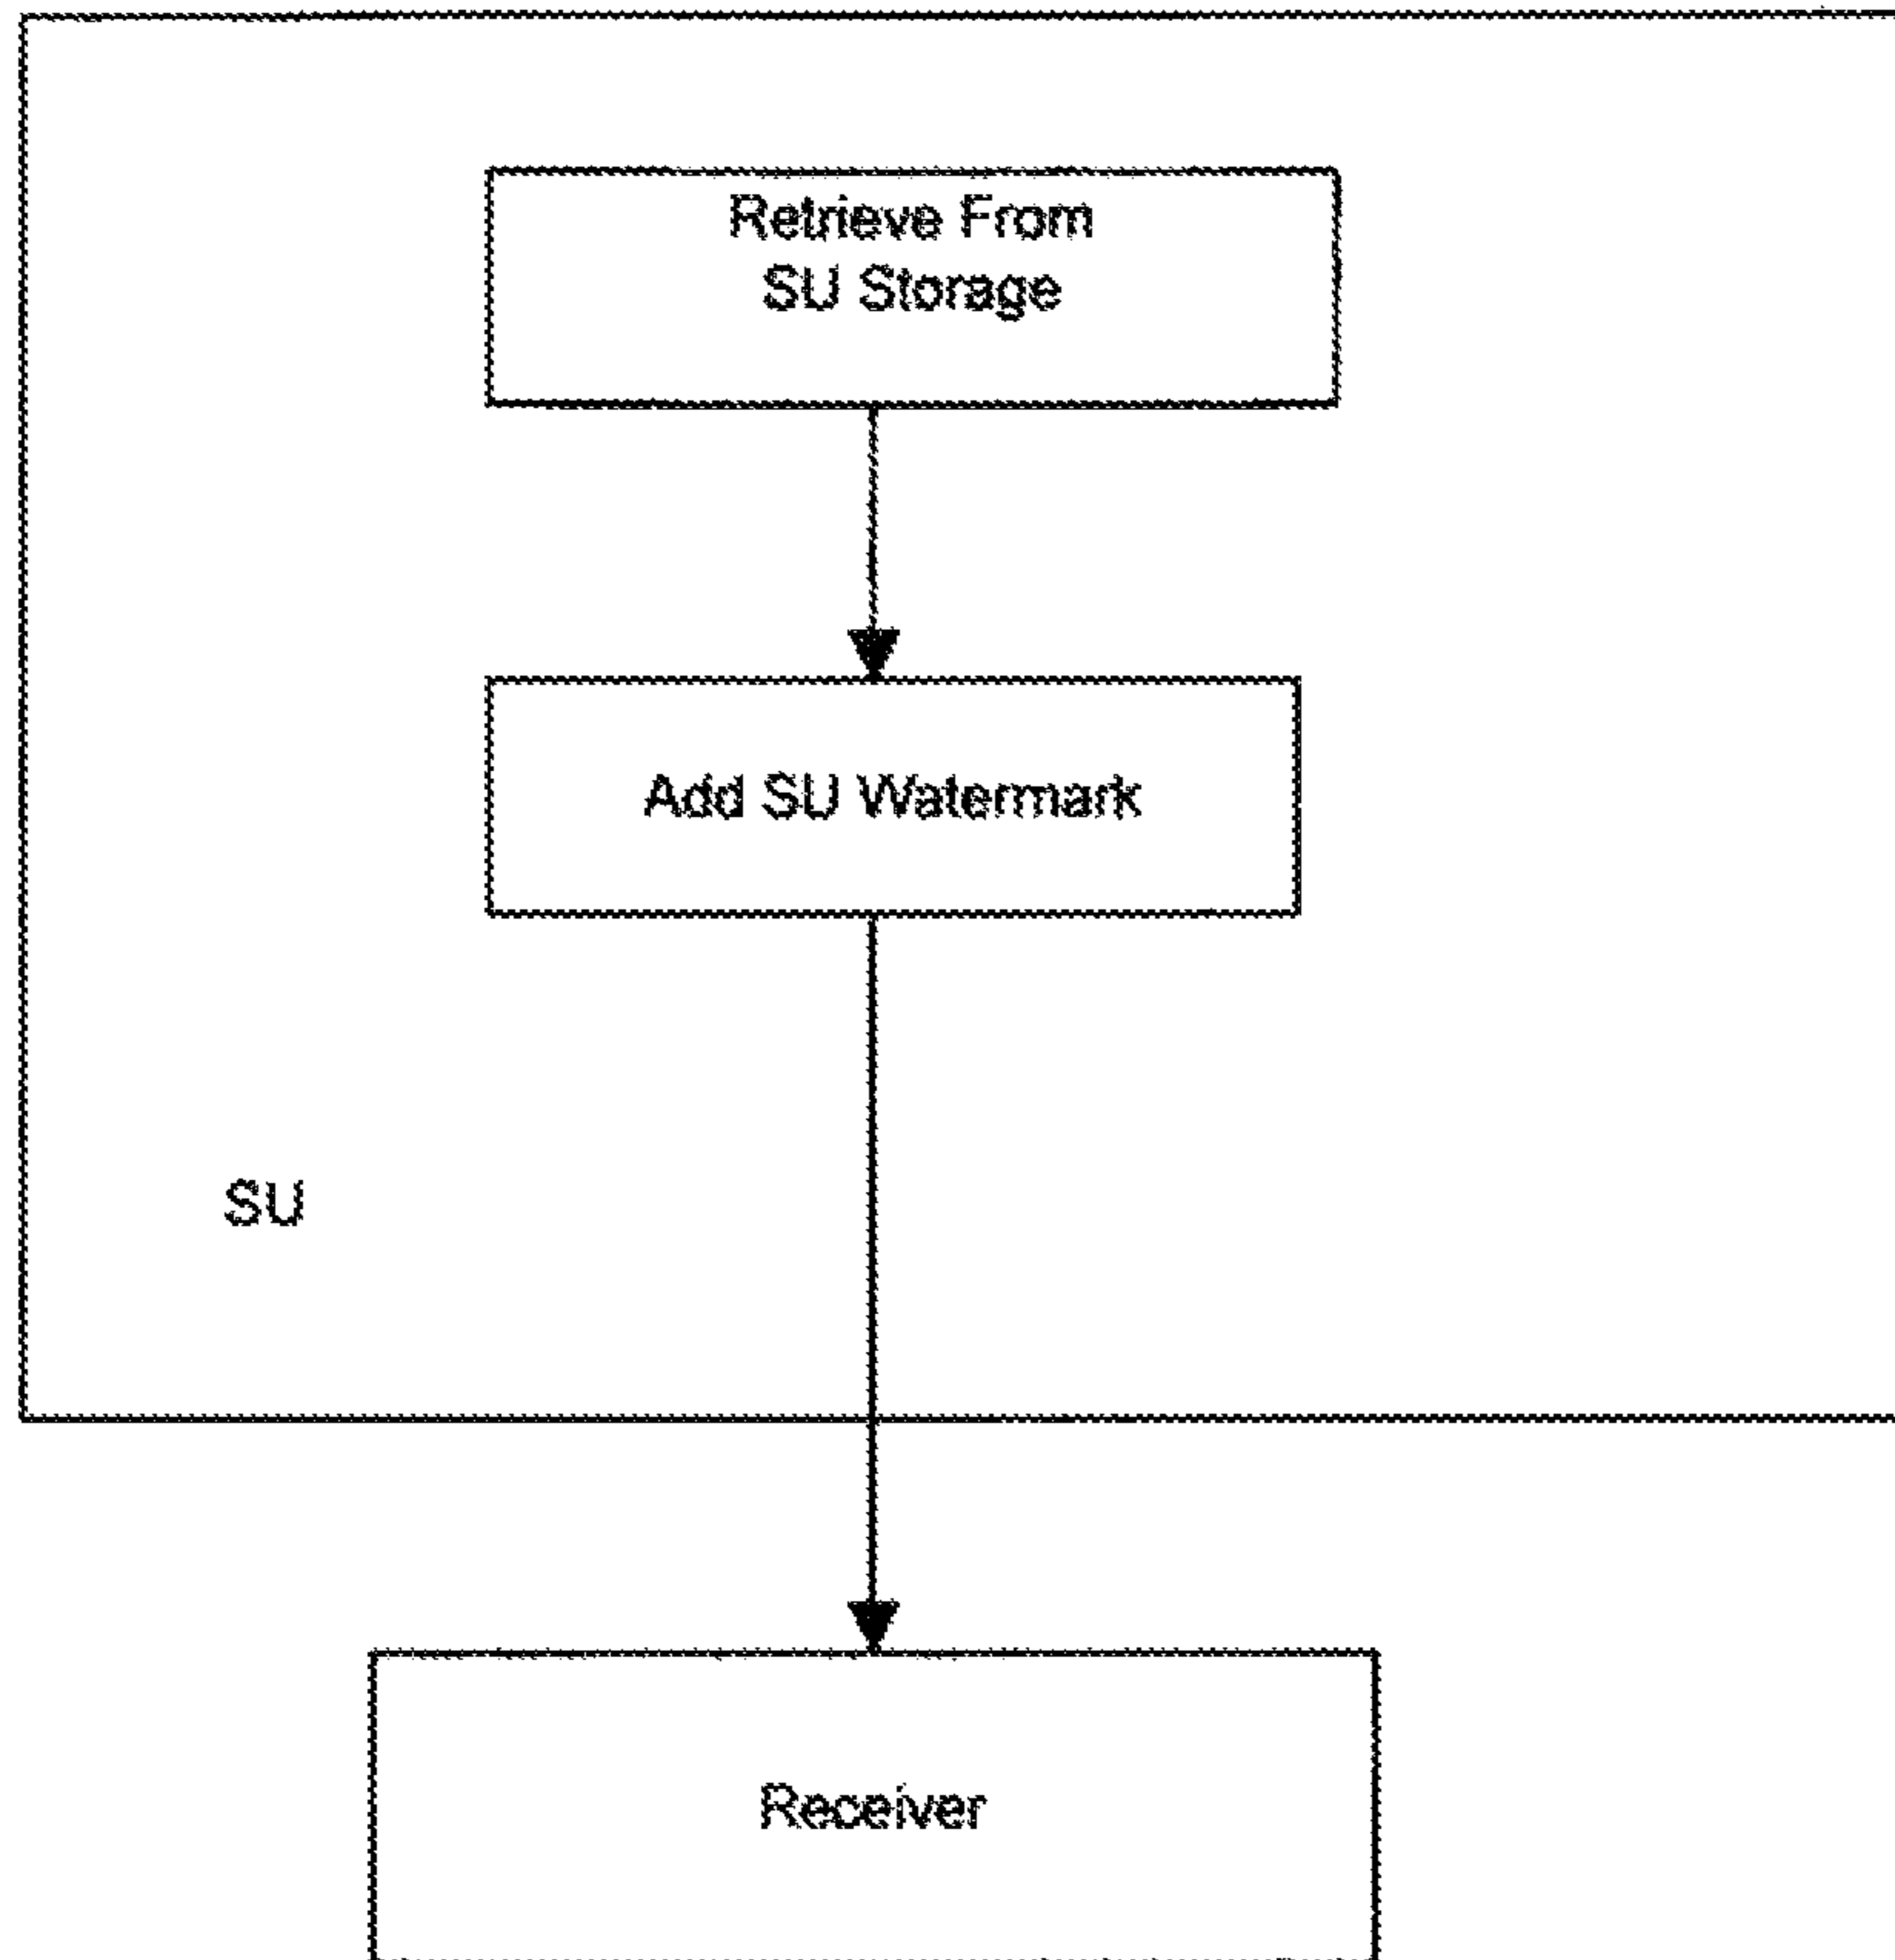 Retrieve From
SU Storage
Add SU Watermark
SU
Receiver